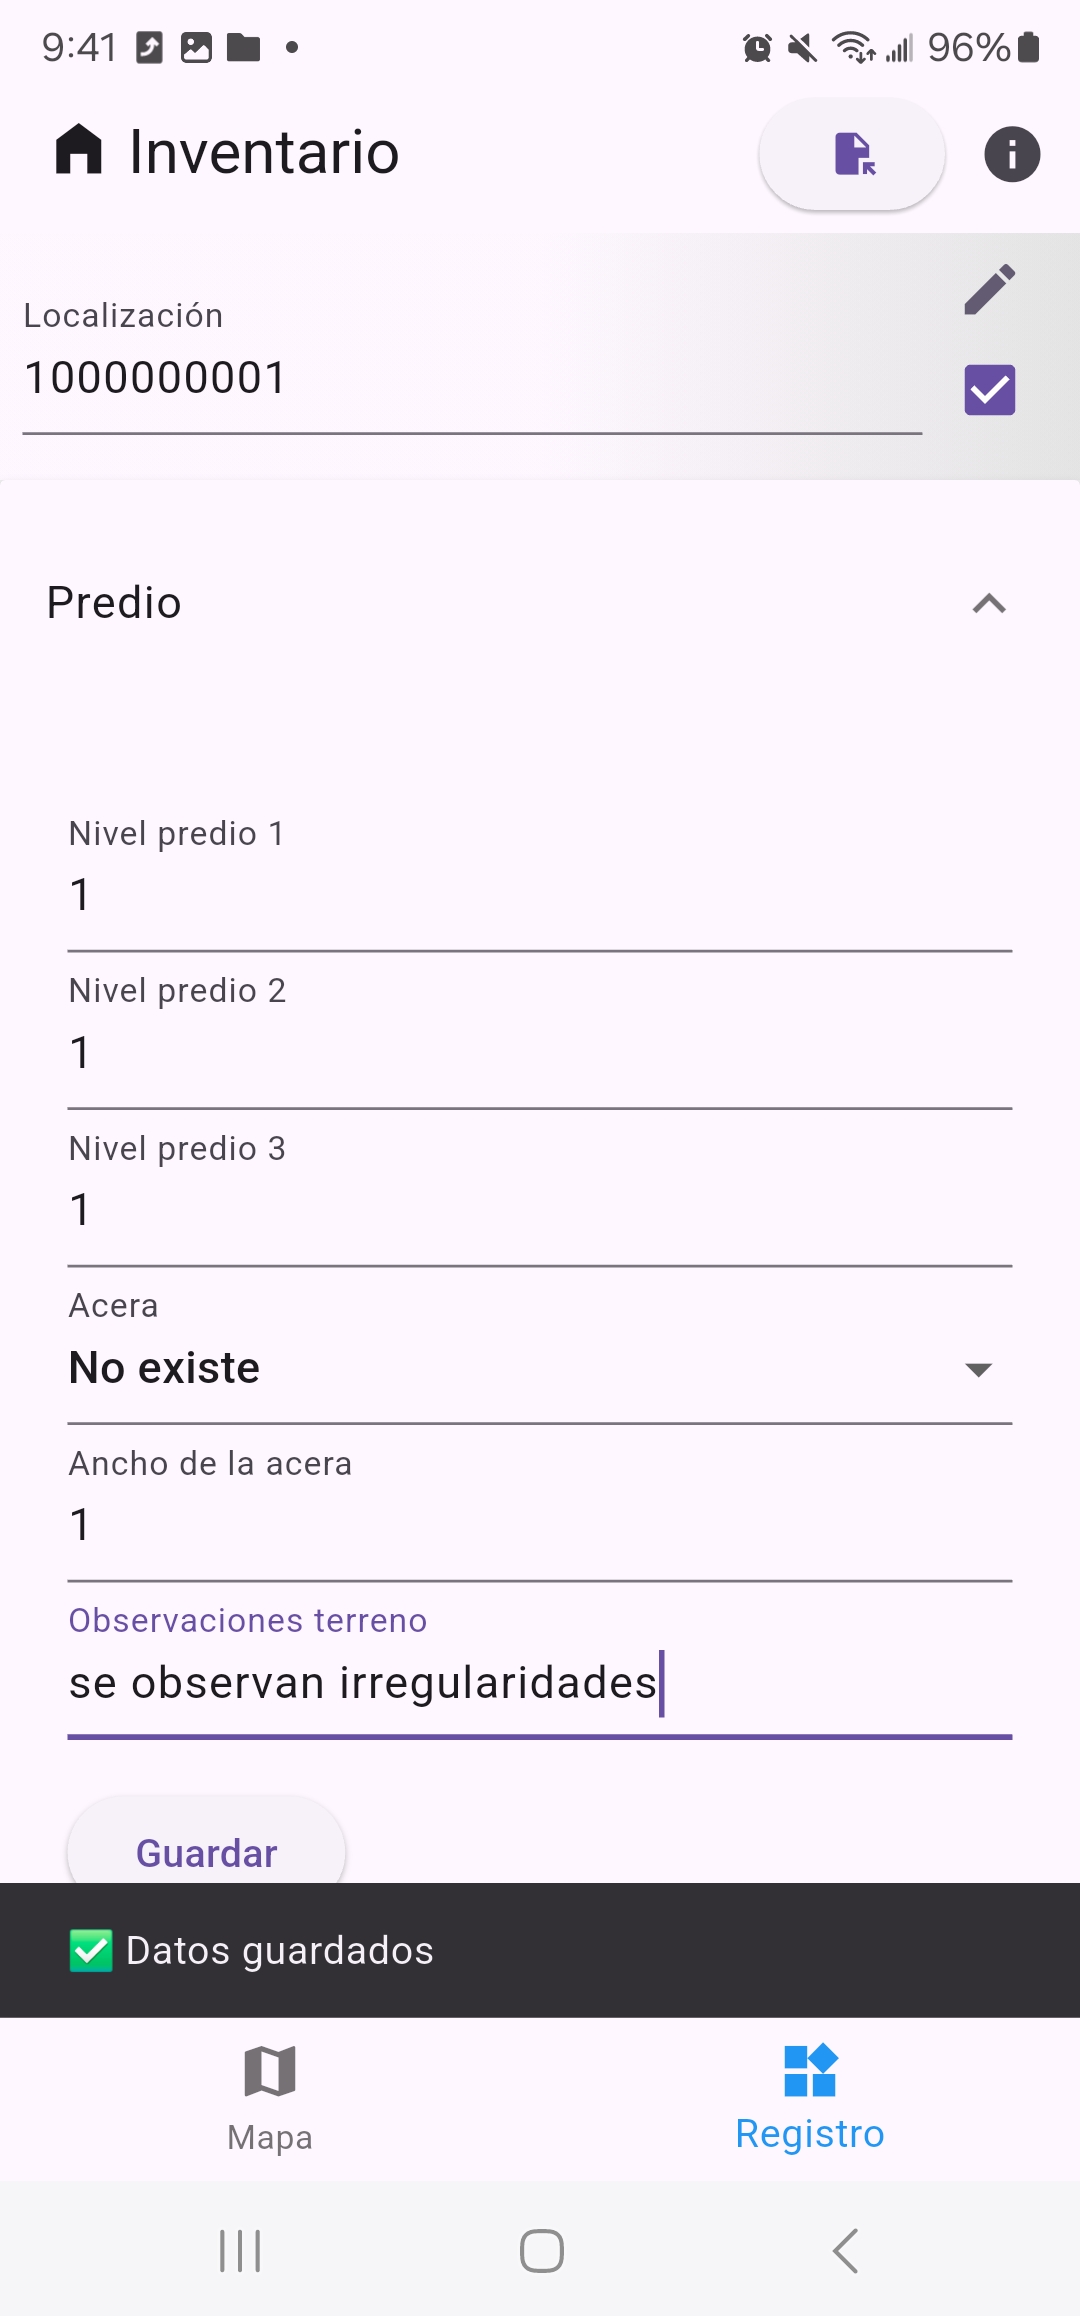 9:41
96%
Inventario
Localización
1000000001
Predio
Nivel predio 1
1
Nivel predio 2
1
Nivel predio 3
1
Acera
No existe
Ancho de la acera
1
Observaciones terreno
se observan irregularidades
Guardar
✅ Datos guardados
Mapa
Registro